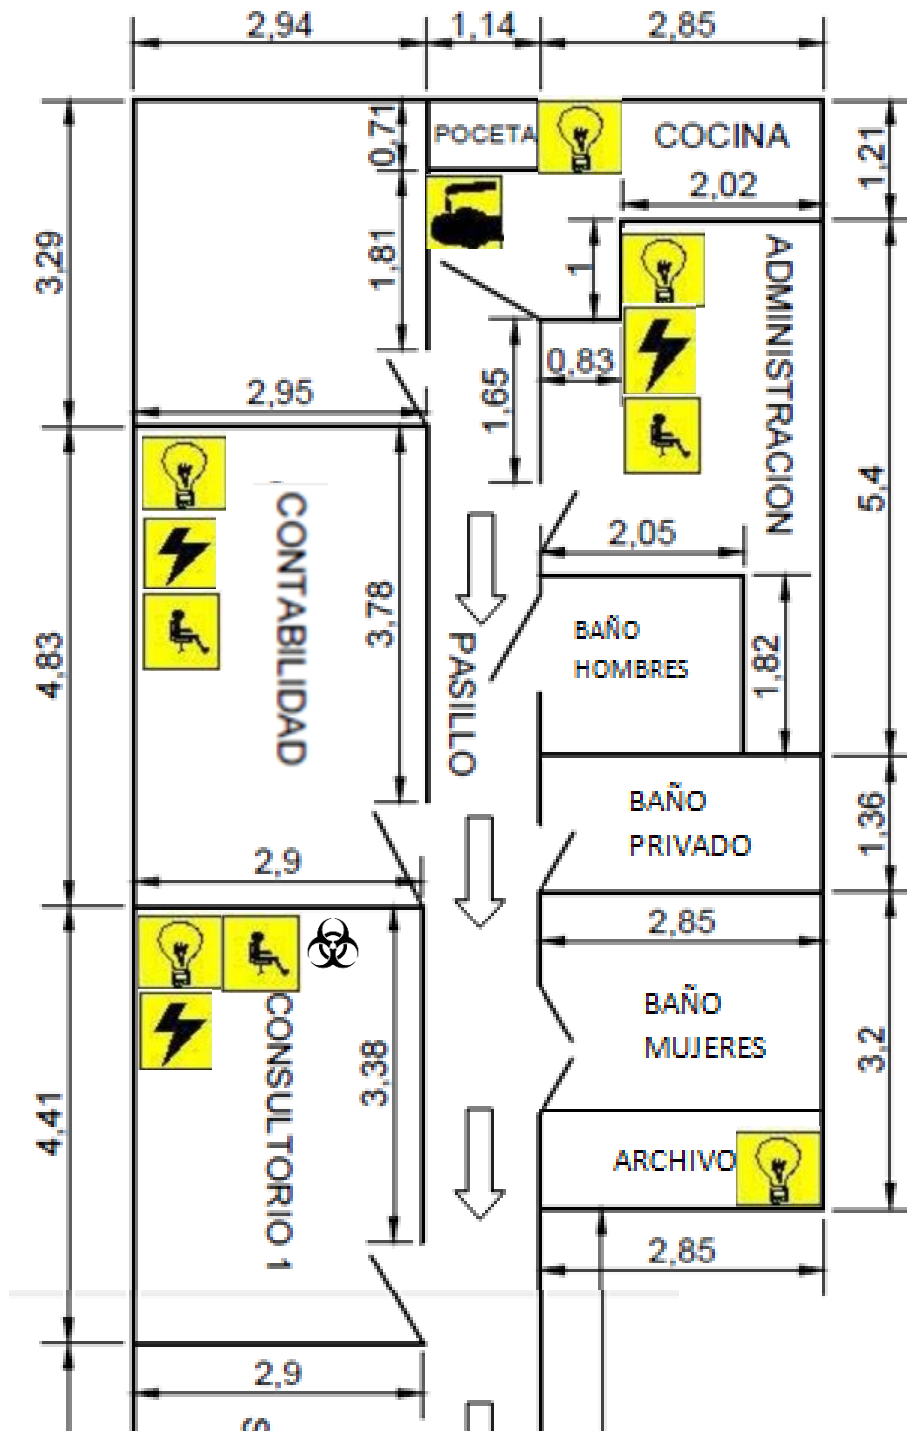 2,94
1,14
2,85
0,71
POCETA
COCINA
1,21
2,02
3,29
1,81
1
ADMINISTRACION
0,83
1,65
2,95
5,4
CONTABILIDAD
2,05
3,78
BAÑO
HOMBRES
1,82
4,83
PASILLO
BAÑO
PRIVADO
1,36
2,9
2,85
BAÑO
MUJERES
3,2
CONSULTORIO 1
3,38
4,41
ARCHIVO
2,85
2,9